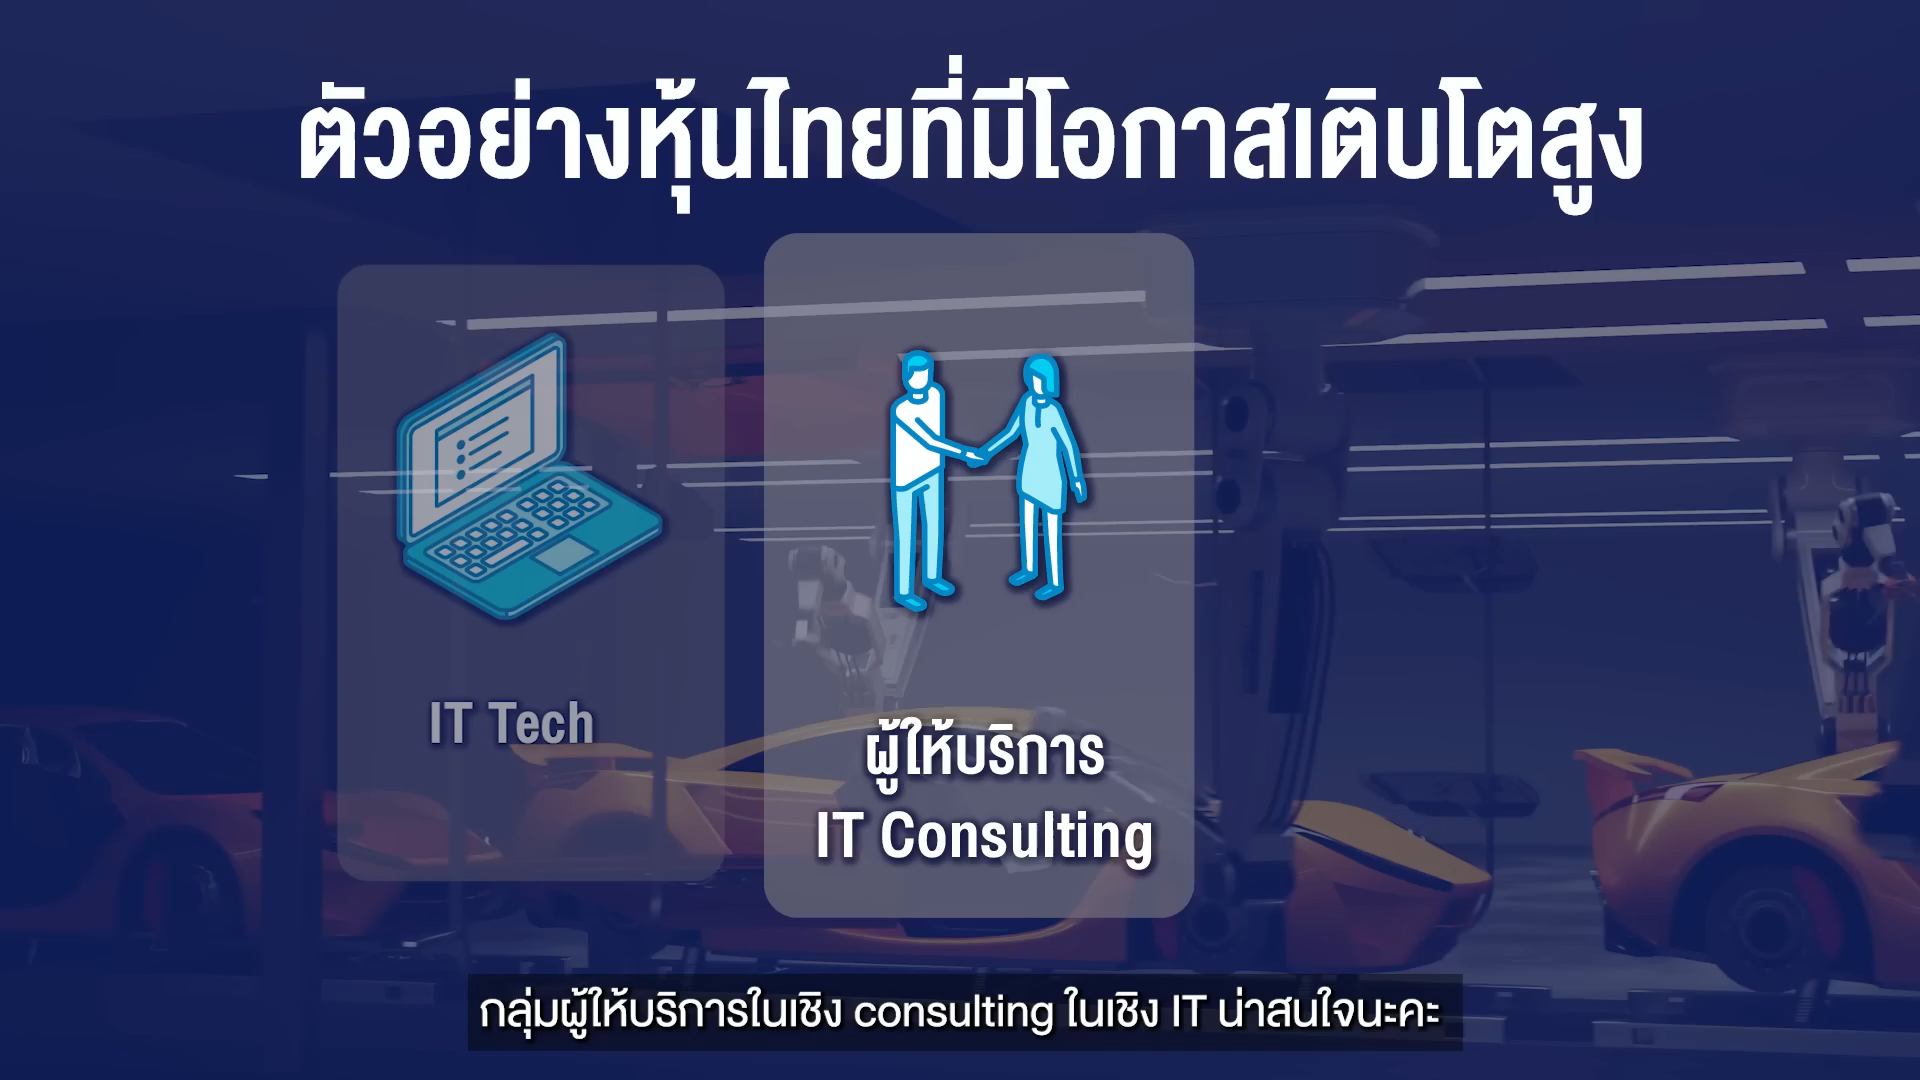 ตัวอย่างหุ้นไทยที่มีโอกาสเติบโตสูง
IT Tech
ผู้ให้บริการ
IT Consulting
กลุ่มผู้ให้บริการในเชิง consulting ในเชิง IT น่าสนใจนะคะ